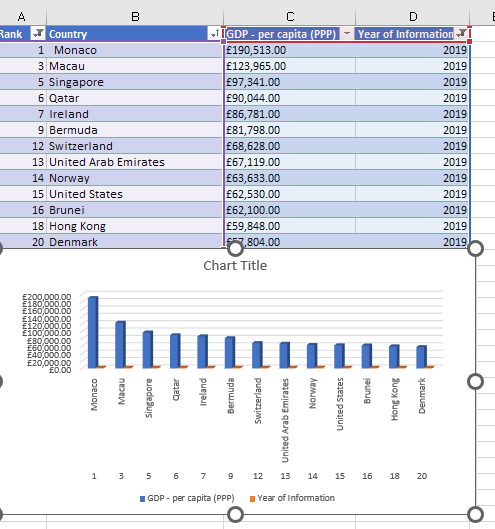 A B C D
Rank Country GDP - per capita (PPP) Year of Information
1 Monaco £190,513.00 2019
3 Macau £123,965.00 2019
5 Singapore £97,341.00 2019
6 Qatar £90,044.00 2019
7 Ireland £86,781.00 2019
9 Bermuda £81,798.00 2019
12 Switzerland £68,628.00 2019
13 United Arab Emirates £67,119.00 2019
14 Norway £63,633.00 2019
15 United States £62,530.00 2019
16 Brunei £62,100.00 2019
18 Hong Kong £59,848.00 2019
20 Denmark £57,804.00 2019
Chart Title
£200,000.00
£180,000.00
£160,000.00
£140,000.00
£120,000.00
£100,000.00
£80,000.00
£60,000.00
£40,000.00
£20,000.00
£0.00
Monaco
Macau
Singapore
Qatar
Ireland
Bermuda
Switzerland
United Arab Emirates
Norway
United States
Brunei
Hong Kong
Denmark
1 3 5 6 7 9 12 13 14 15 16 18 20
GDP - per capita (PPP) Year of Information